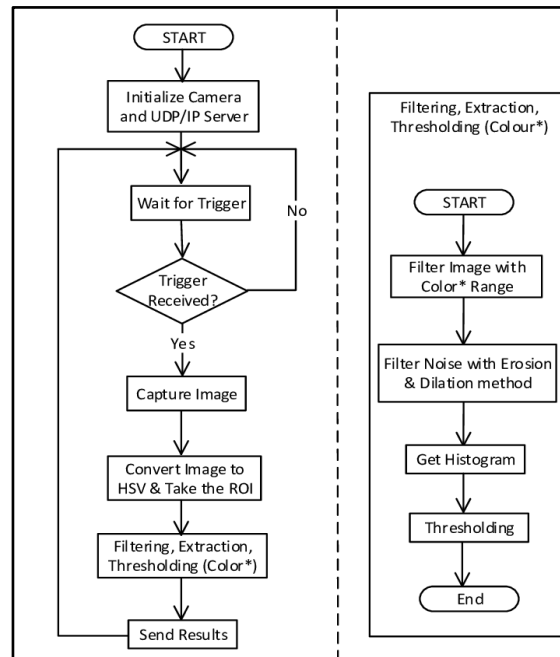 START
Initialize Camera
and UDP/IP Server
Wait for Trigger
No
Trigger
Received?
Yes
Capture Image
Convert Image to
HSV & Take the ROI
Filtering, Extraction,
Thresholding (Color*)
Send Results
Filtering, Extraction,
Thresholding (Colour*)
START
Filter Image with
Color* Range
Filter Noise with Erosion
& Dilation method
Get Histogram
Thresholding
End